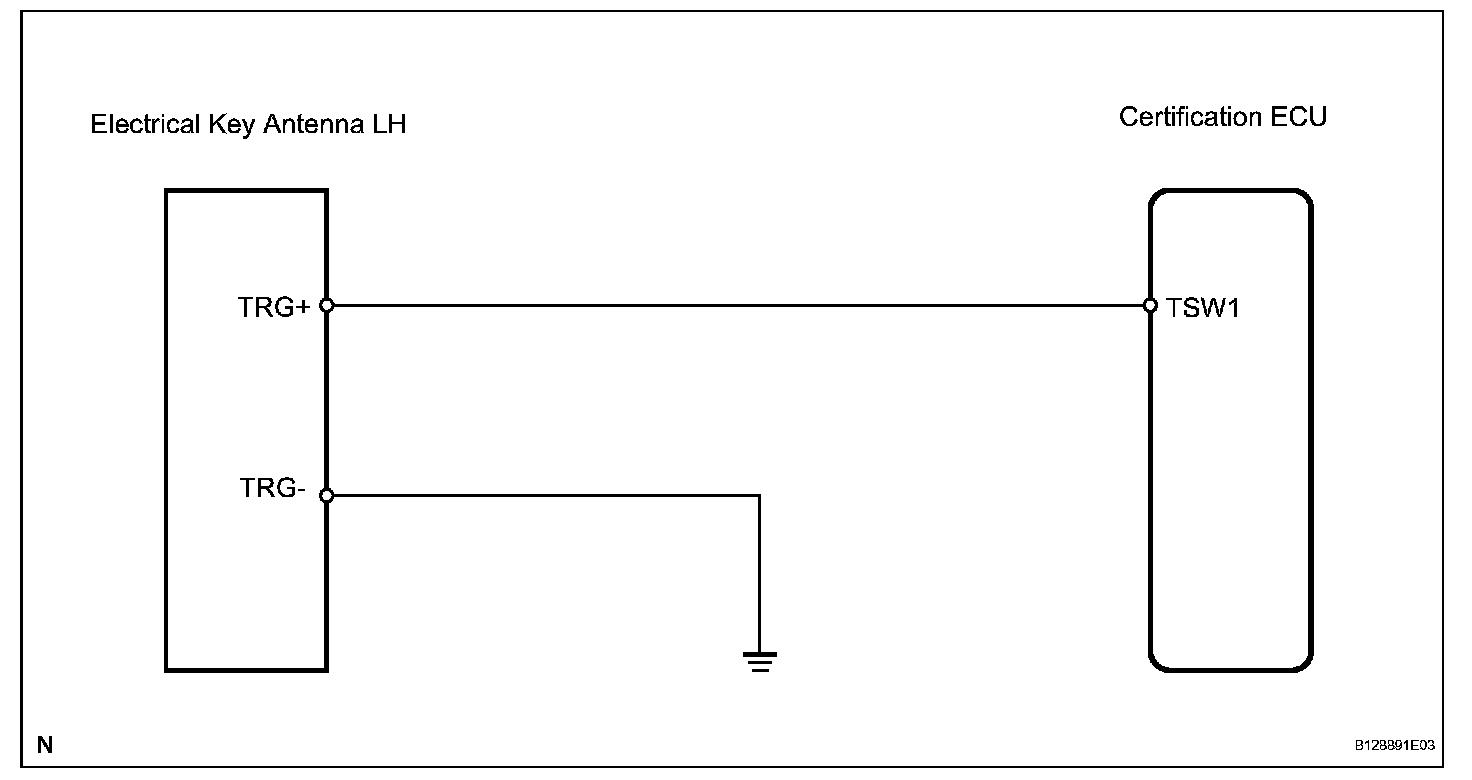 Electrical Key Antenna LH
Certification ECU
TRG+
TSW1
TRG-
N
B128891E03